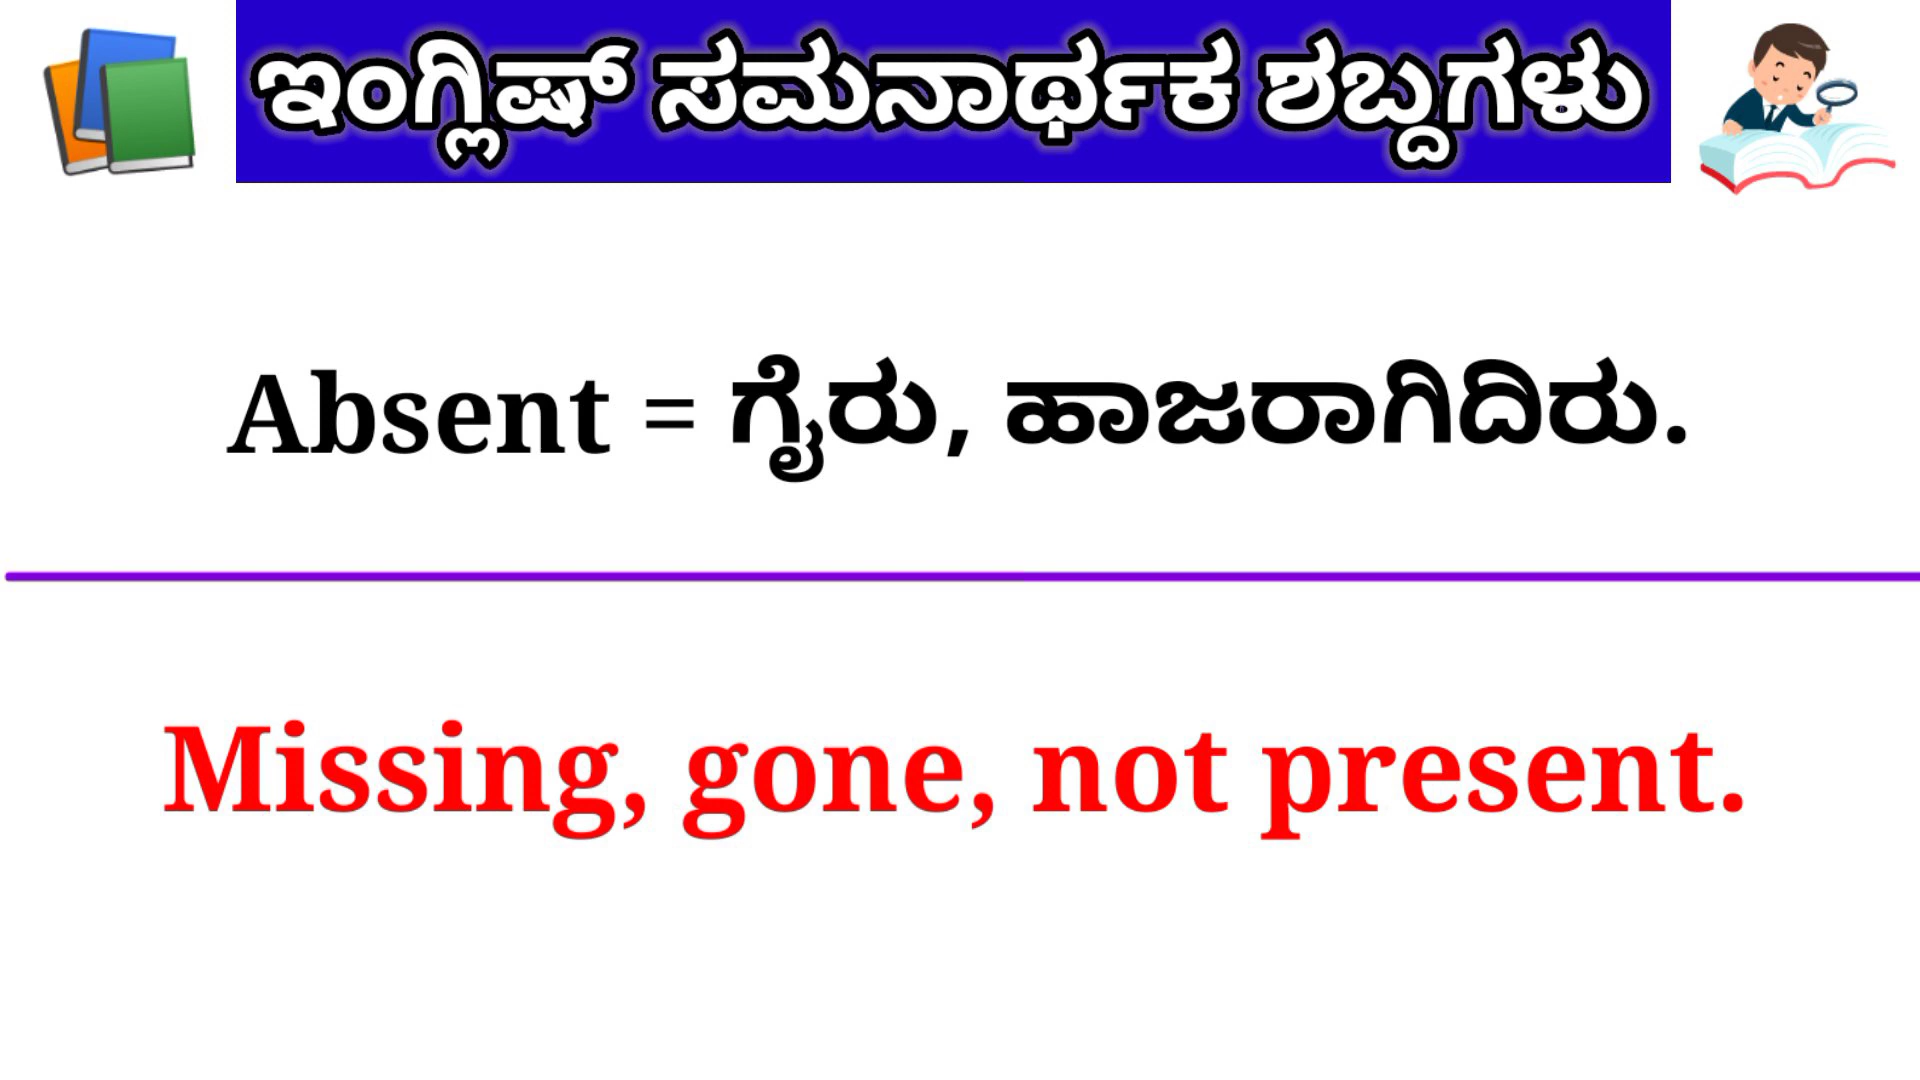 ಇಂಗ್ಲಿಷ್ ಸಮನಾರ್ಥಕ ಶಬ್ದಗಳು
Absent = ಗೈರು, ಹಾಜರಾಗಿದಿರು.
Missing, gone, not present.